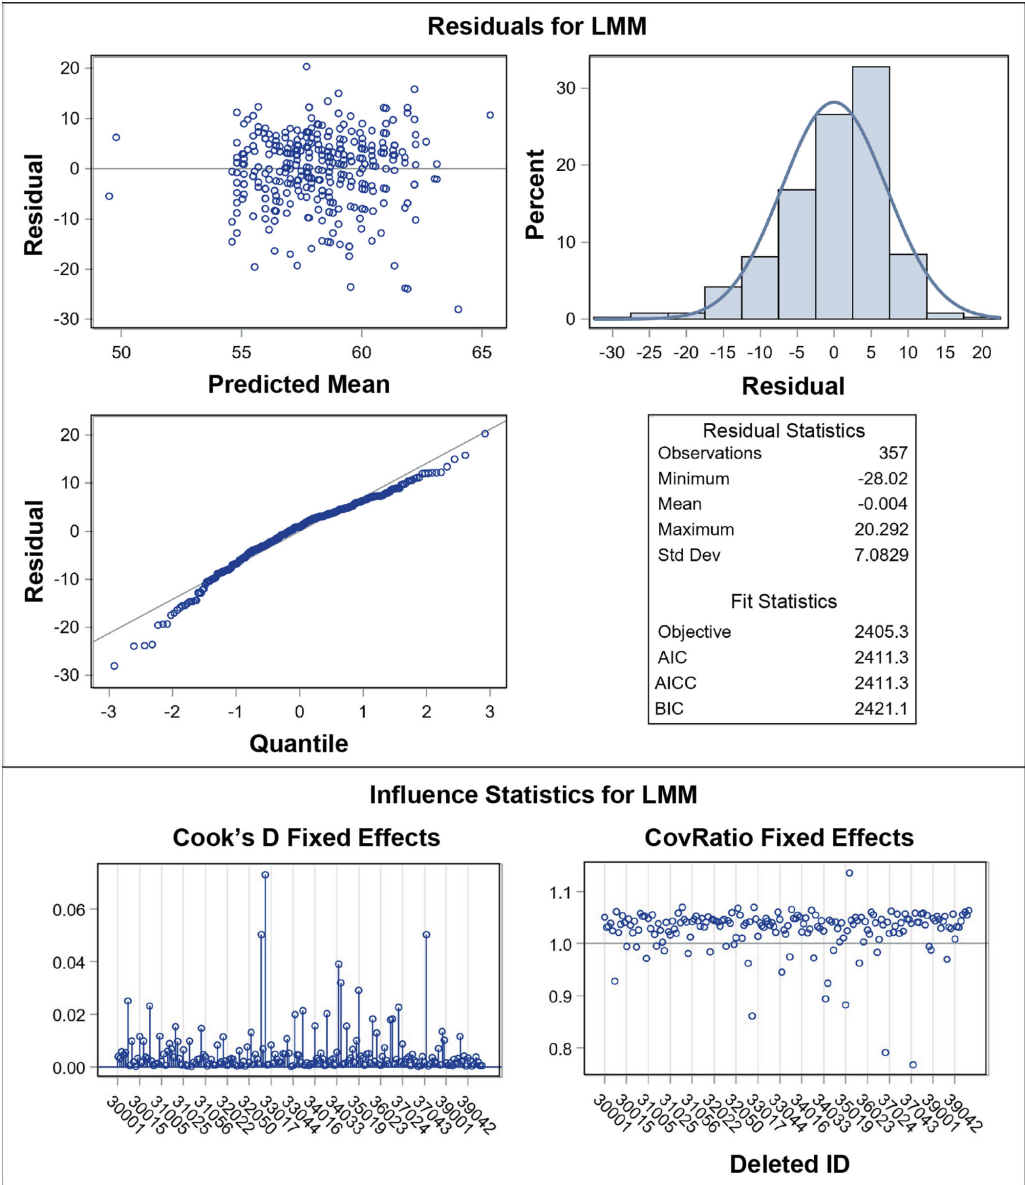 Residuals for LMM
20
10
0
-10
-20
-30
Residual
50 55 60 65
Predicted Mean
30
20
10
0
Percent
-30 -25 -20 -15 -10 -5 0 5 10 15 20
Residual
20
10
0
-10
-20
-30
Residual
-3 -2 -1 0 1 2 3
Quantile
Residual Statistics
Observations 357
Minimum -28.02
Mean -0.004
Maximum 20.292
Std Dev 7.0829
Fit Statistics
Objective 2405.3
AIC 2411.3
AICC 2411.3
BIC 2421.1
Influence Statistics for LMM
Cook's D Fixed Effects
0.06
0.04
0.02
0.00
30001 30015 31005 31025 31056 32022 32050 33017 33044 34016 34033 35019 36023 37024 37043 39001 39042
CovRatio Fixed Effects
1.1
1.0
0.9
0.8
30001 30015 31005 31025 31056 32022 32050 33017 33044 34016 34033 35019 36023 37024 37043 39001 39042
Deleted ID